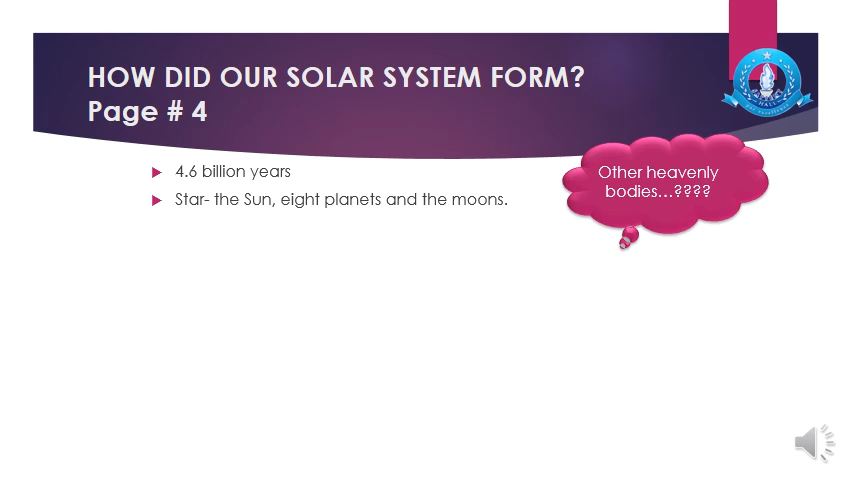 HOW DID OUR SOLAR SYSTEM FORM?
Page # 4
4.6 billion years
Star- the Sun, eight planets and the moons.
Other heavenly
bodies...????
HALL